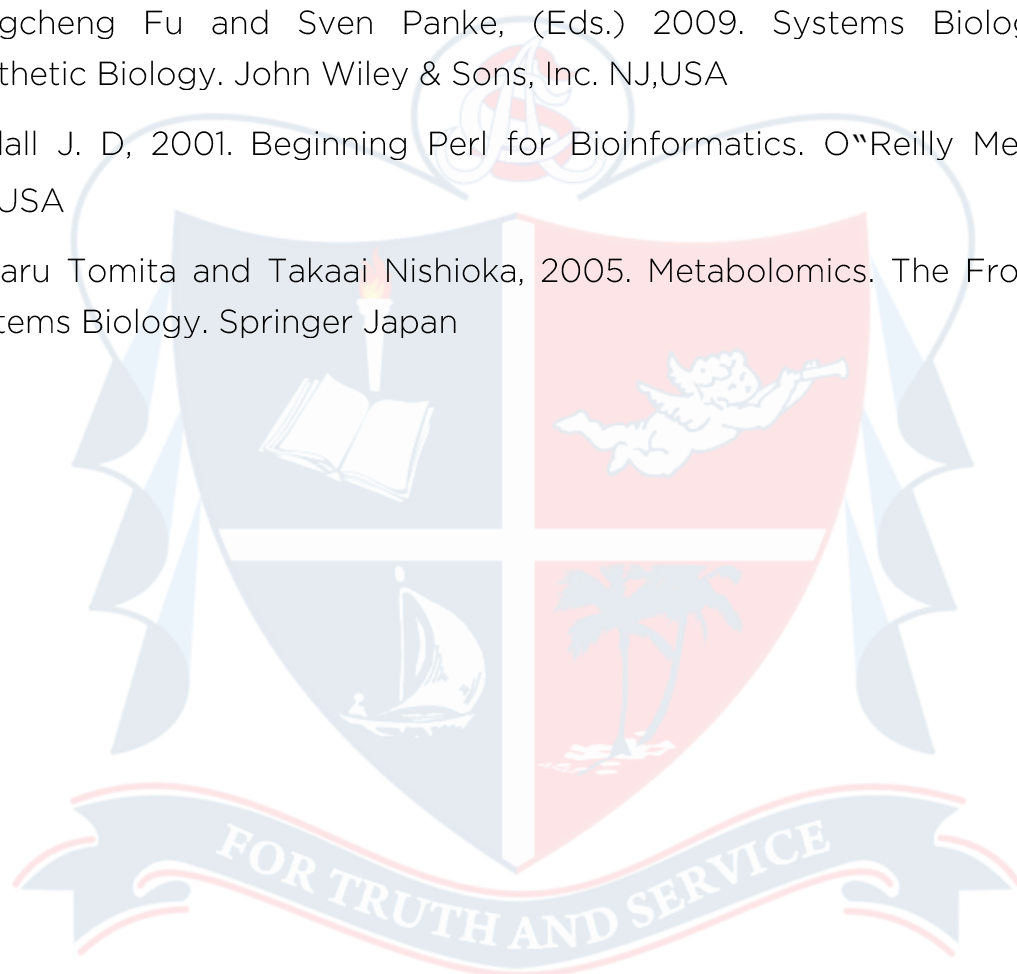 gcheng Fu and Sven Panke, (Eds.) 2009. Systems Biolog
thetic Biology. John Wiley & Sons, Inc. NJ,USA
dall J. D, 2001. Beginning Perl for Bioinformatics. O‟Reilly Me
USA
aru Tomita and Takaai Nishioka, 2005. Metabolomics. The Fro
tems Biology. Springer Japan
FOR TRUTH AND SERVICE